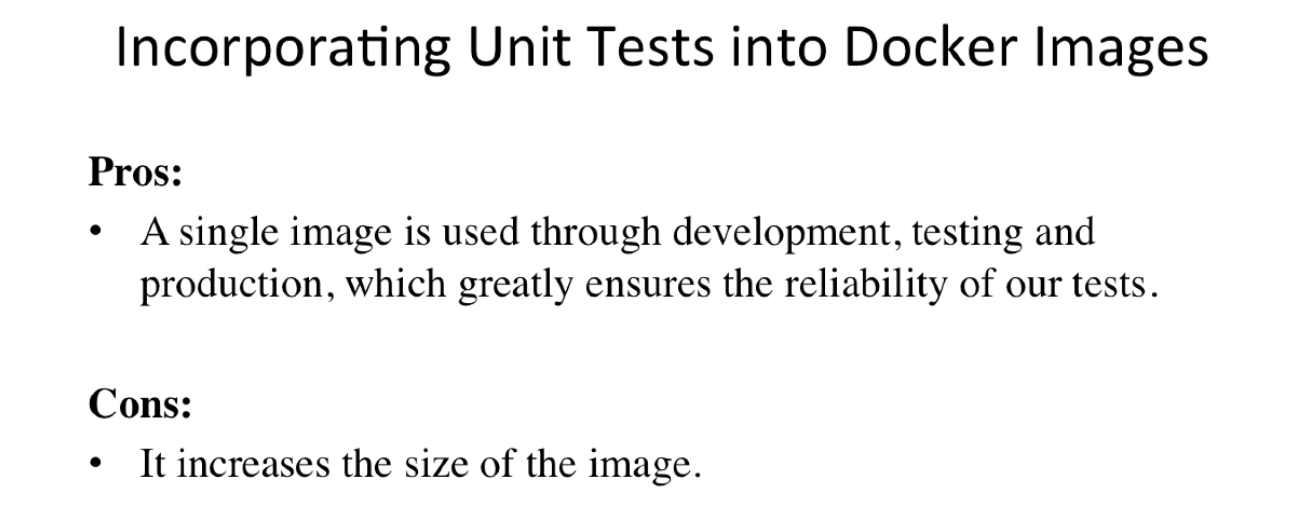 Incorporating Unit Tests into Docker Images
Pros:
• A single image is used through development, testing and
production, which greatly ensures the reliability of our tests.
Cons:
• It increases the size of the image.